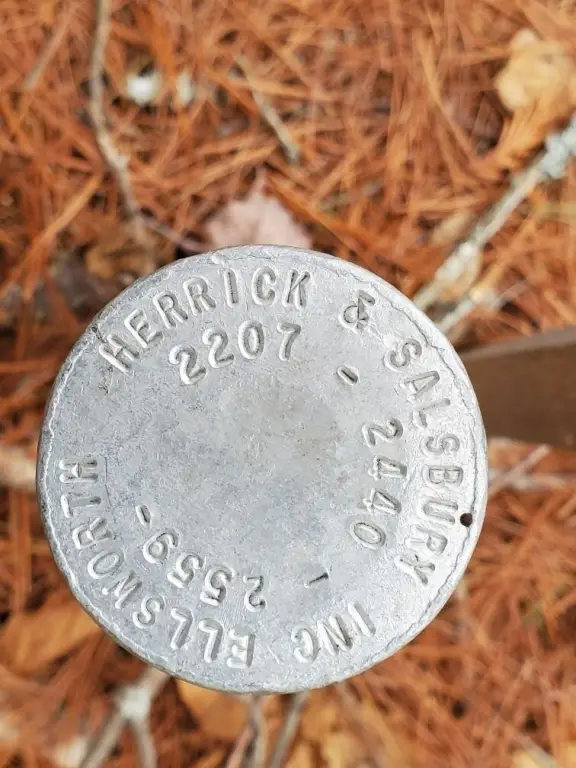 HERRICK & SALSBURY INC ELLSWORTH
2207 - 2440 - 2559 -